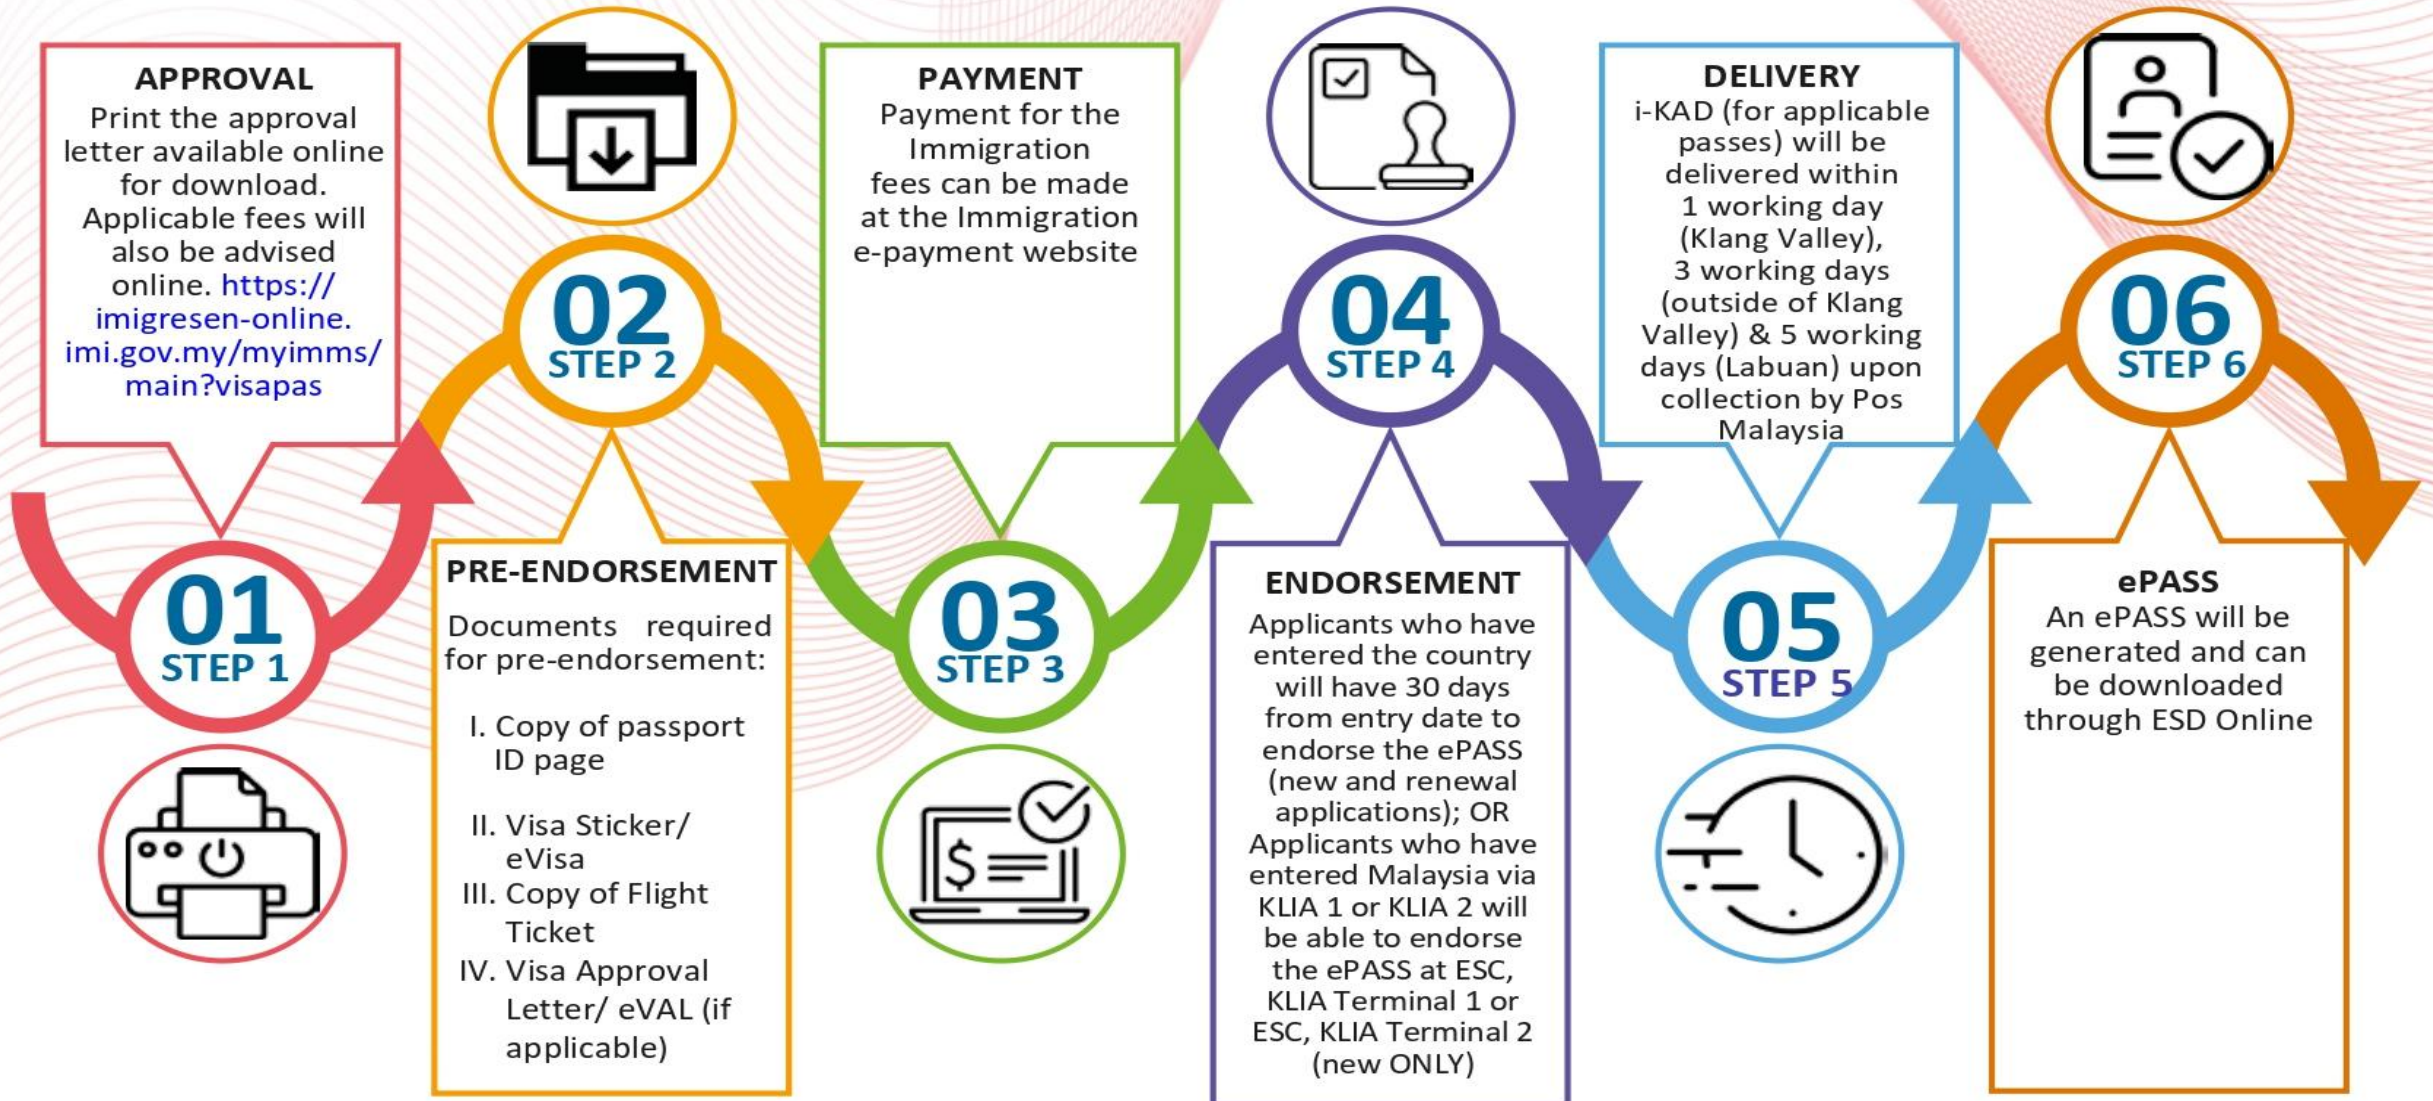 APPROVAL
Print the approval
letter available online
for download.
Applicable fees will
also be advised
online. https://
imigresen-online.
imi.gov.my/myimms/
main?visapas
01
STEP 1
02
STEP 2
PRE-ENDORSEMENT
Documents required
for pre-endorsement:
I. Copy of passport
ID page
II. Visa Sticker/
eVisa
III. Copy of Flight
Ticket
IV. Visa Approval
Letter/ eVAL (if
applicable)
PAYMENT
Payment for the
Immigration
fees can be made
at the Immigration
e-payment website
03
STEP 3
$
04
STEP 4
ENDORSEMENT
Applicants who have
entered the country
will have 30 days
from entry date to
endorse the ePASS
(new and renewal
applications); OR
Applicants who have
entered Malaysia via
KLIA 1 or KLIA 2 will
be able to endorse
the ePASS at ESC,
KLIA Terminal 1 or
ESC, KLIA Terminal 2
(new ONLY)
DELIVERY
i-KAD (for applicable
passes) will be
delivered within
1 working day
(Klang Valley),
3 working days
(outside of Klang
Valley) & 5 working
days (Labuan) upon
collection by Pos
Malaysia
05
STEP 5
06
STEP 6
ePASS
An ePASS will be
generated and can
be downloaded
through ESD Online